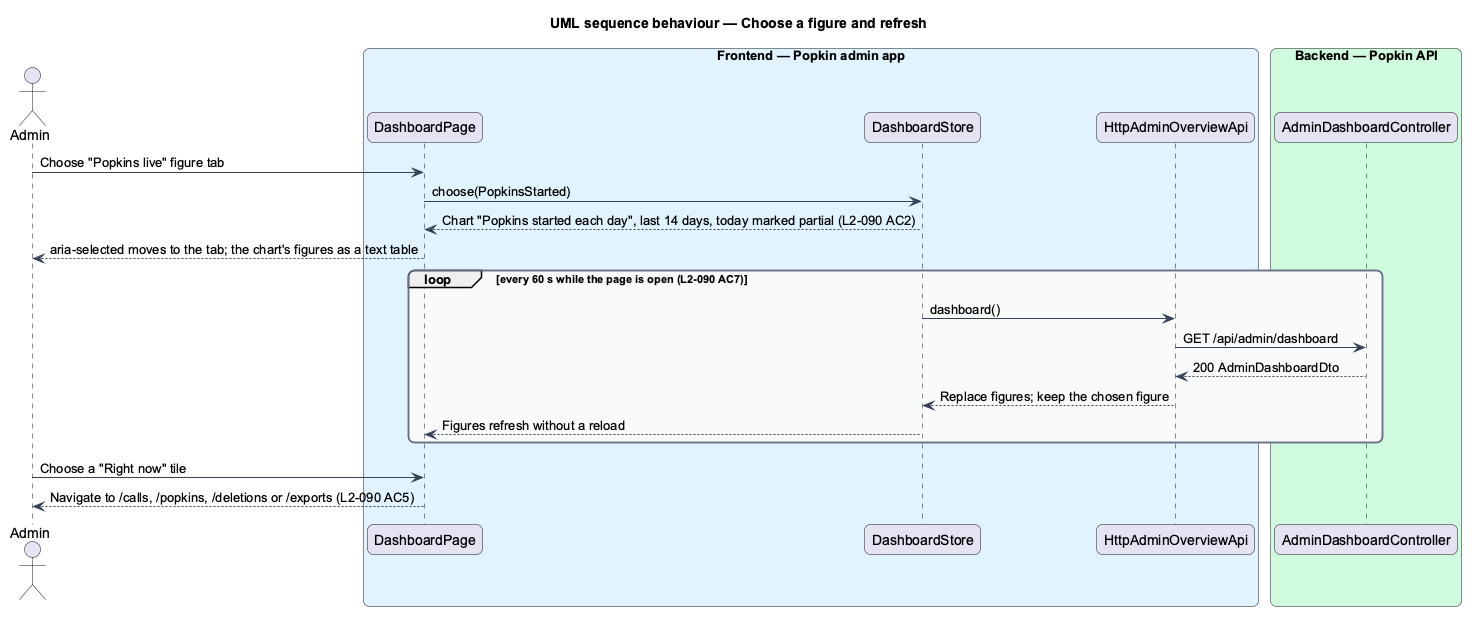 UML sequence behaviour — Choose a figure and refresh
Frontend — Popkin admin app
Backend — Popkin API
Admin
DashboardPage
DashboardStore
HttpAdminOverviewApi
AdminDashboardController
Choose "Popkins live" figure tab
choose(PopkinsStarted)
Chart "Popkins started each day", last 14 days, today marked partial (L2-090 AC2)
aria-selected moves to the tab; the chart's figures as a text table
loop
[every 60 s while the page is open (L2-090 AC7)]
dashboard()
GET /api/admin/dashboard
200 AdminDashboardDto
Replace figures; keep the chosen figure
Figures refresh without a reload
Choose a "Right now" tile
Navigate to /calls, /popkins, /deletions or /exports (L2-090 AC5)
Admin
DashboardPage
DashboardStore
HttpAdminOverviewApi
AdminDashboardController